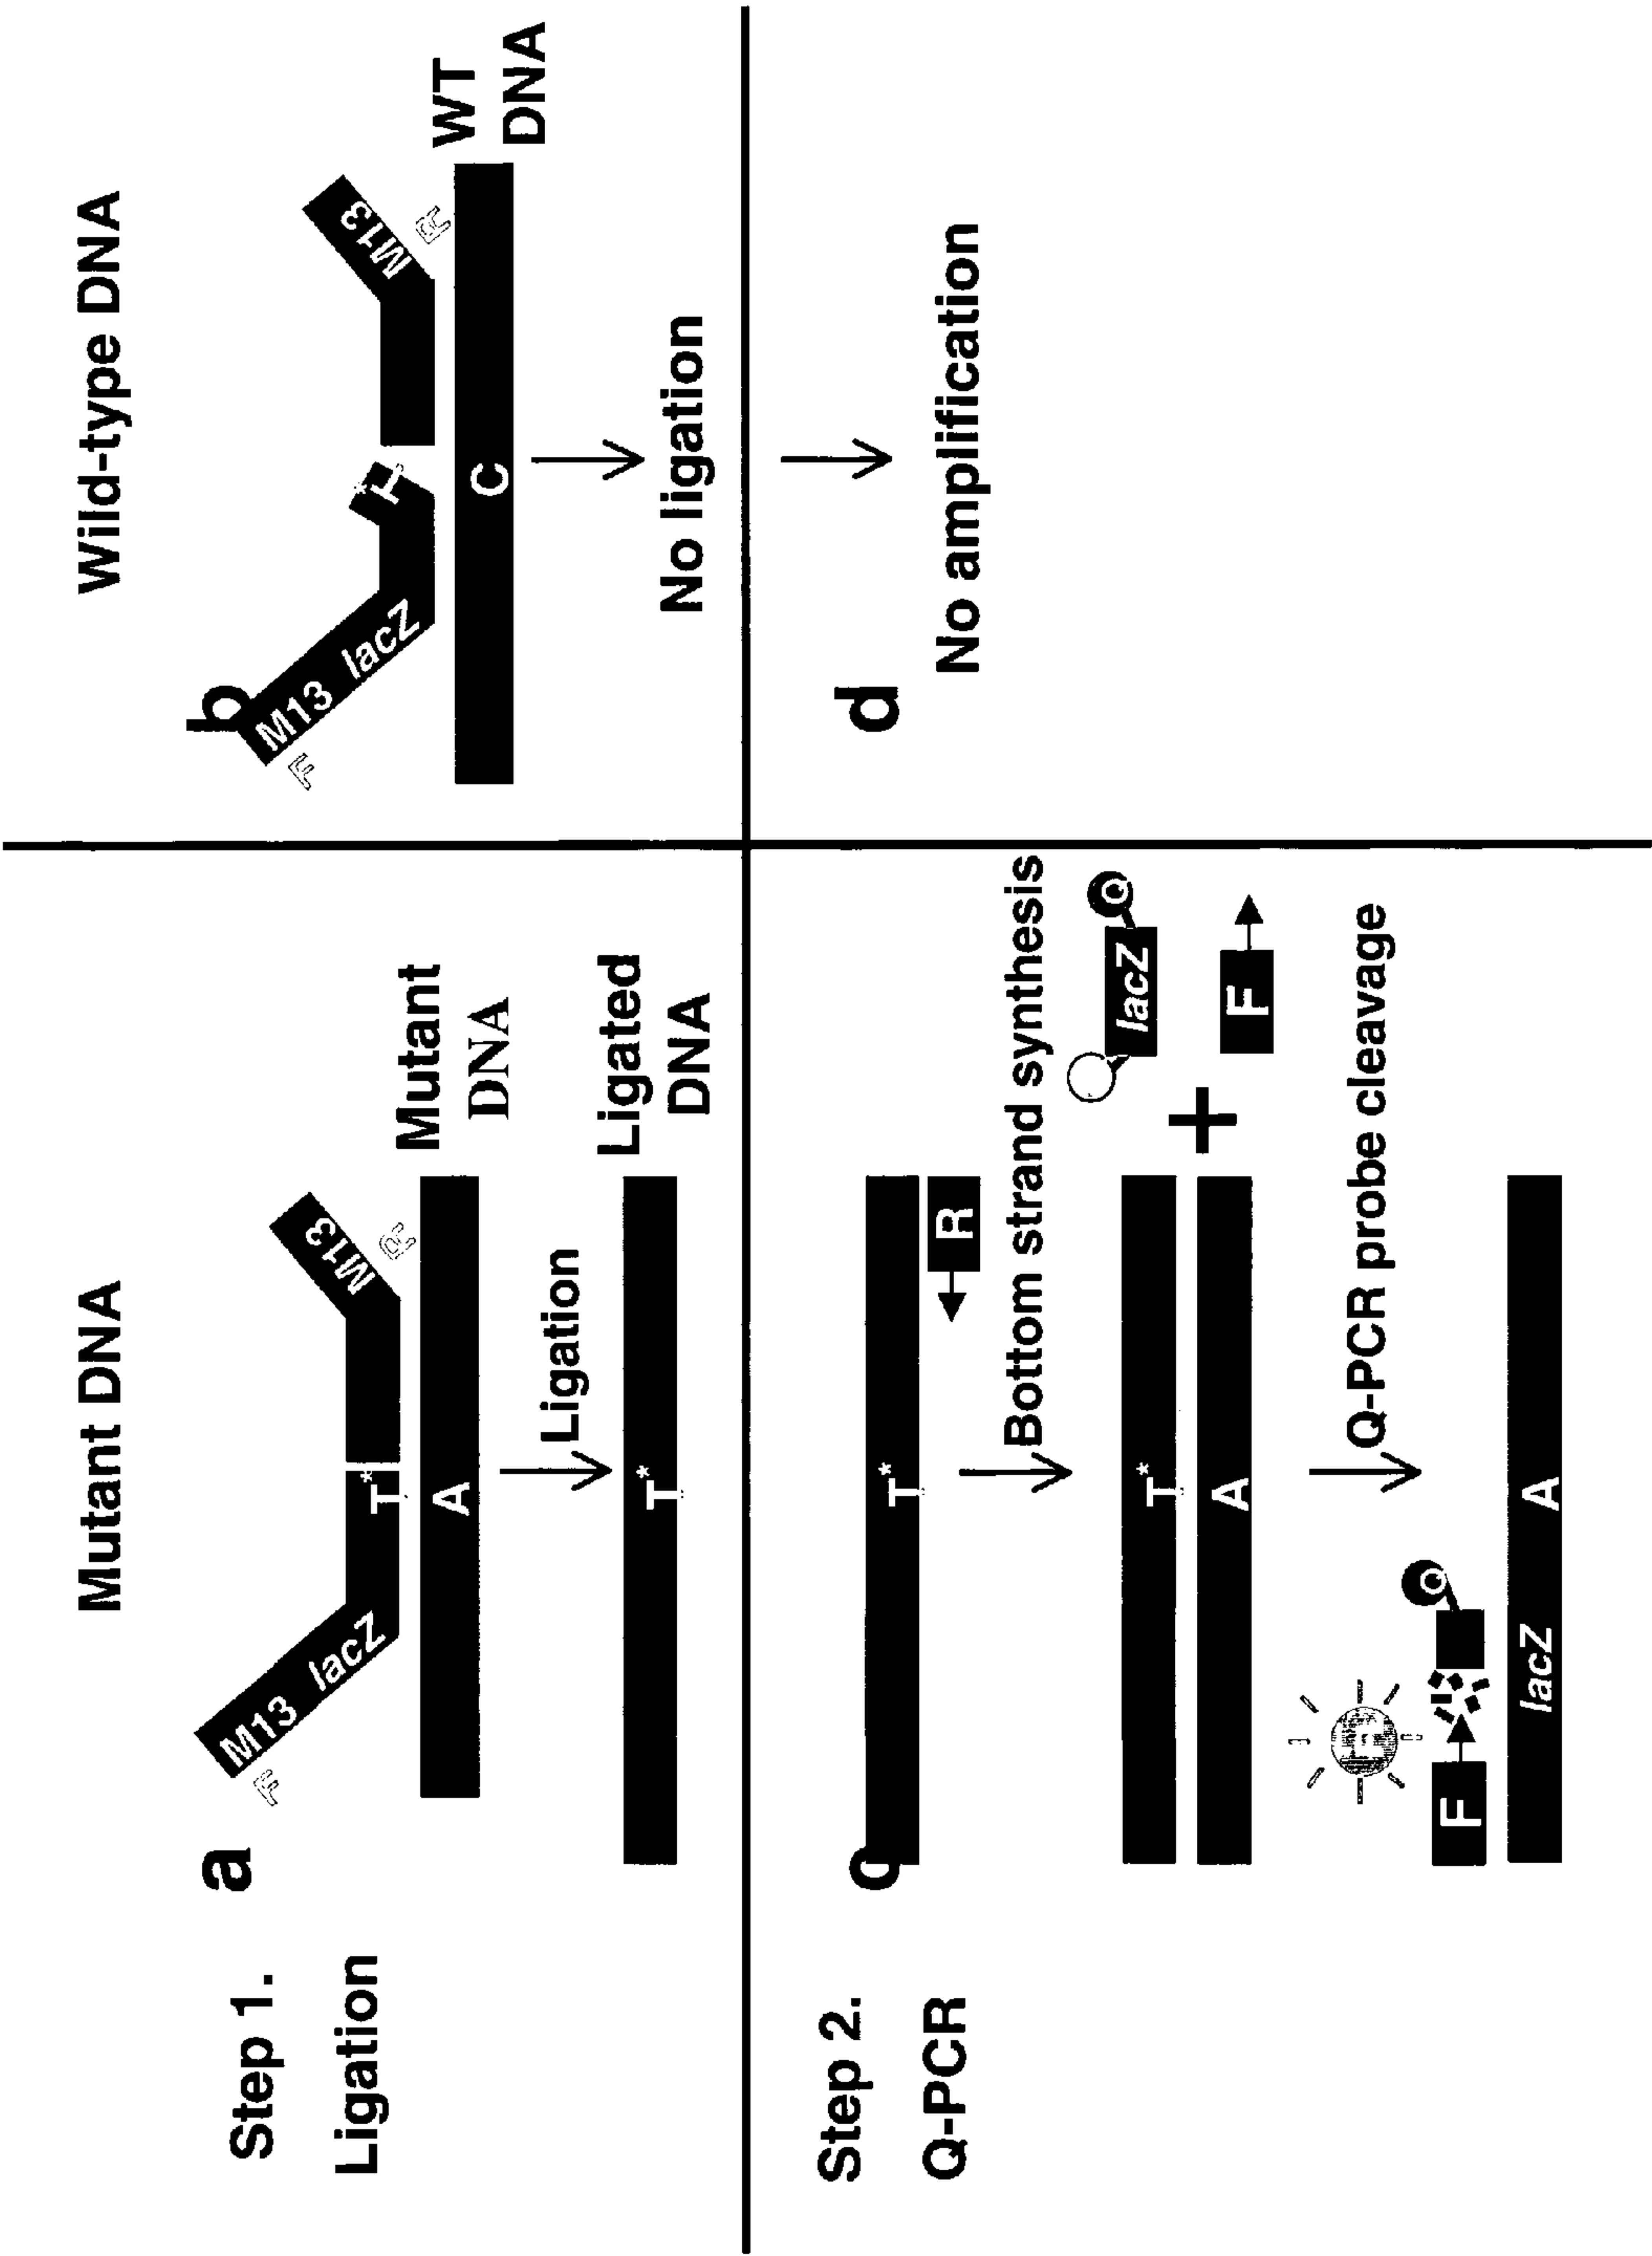 Mutant DNA
Wild-type DNA
Step 1.
Ligation
a
M13 lacZ
F
T*
M13
R
A
Mutant
DNA
Ligation
T*
Ligated
DNA
b
M13 lacZ
F
T*
M13
R
C
WT
DNA
No ligation
Step 2.
Q-PCR
c
T*
R
Bottom strand synthesis
T*
A
+
lacZ
Q
F
Q-PCR probe cleavage
F
F
Q
lacZ
A
d
No amplification